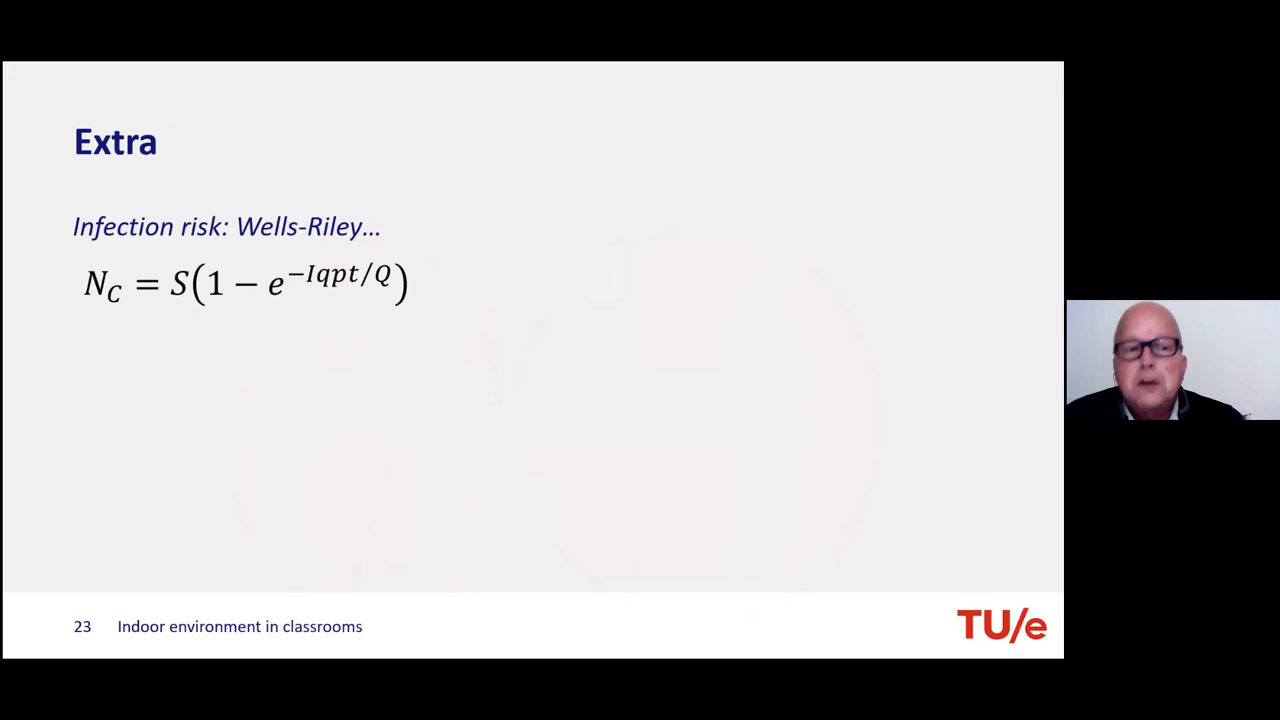 Extra
Infection risk: Wells-Riley…
N_C = S(1 − e^{−Iqpt/Q})
23 Indoor environment in classrooms
TU/e